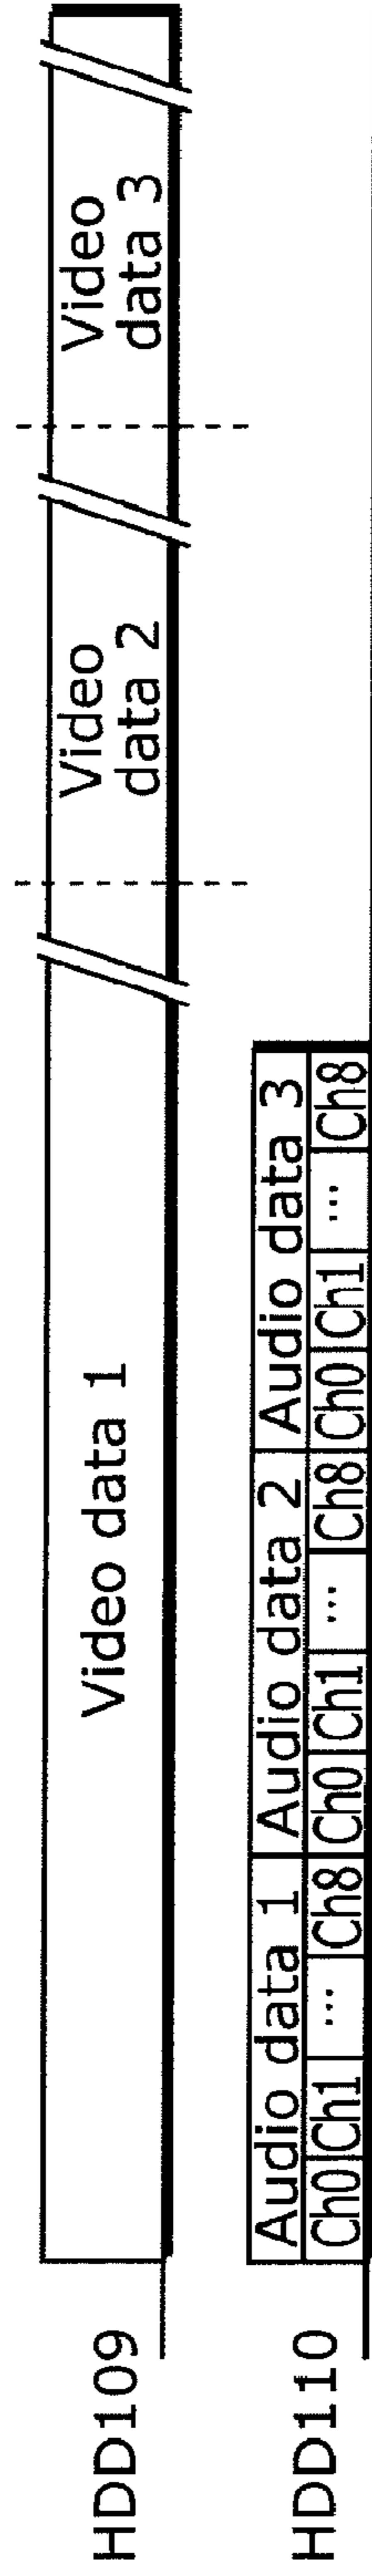 HDD109
Video data 1
Video
data 2
Video
data 3
HDD110
Audio data 1
Audio data 2
Audio data 3
Ch0 Ch1 ... Ch8 Ch0 Ch1 ... Ch8 Ch0 Ch1 ... Ch8